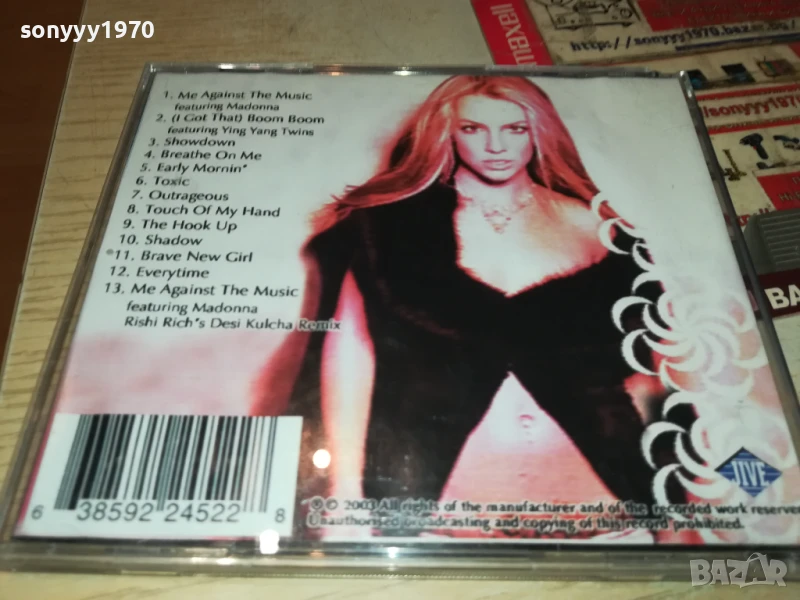 sonyyy1970
maxell
http://sonyyy1970.bazar.bg/
/sonyyy1970.
1. Me Against The Music
featuring Madonna
2. (I Got That) Boom Boom
featuring Ying Yang Twins
3. Showdown
4. Breathe On Me
5. Early Mornin'
6. Toxic
7. Outrageous
8. Touch Of My Hand
9. The Hook Up
10. Shadow
11. Brave New Girl
12. Everytime
13. Me Against The Music
featuring Madonna
Rishi Rich's Desi Kulcha Remix
BA
JIVE
6 38592 24522 8
℗ © 2003 All rights of the manufacturer and of the recorded work reserve
Unauthorised broadcasting and copying of this record prohibited.
BAZAR